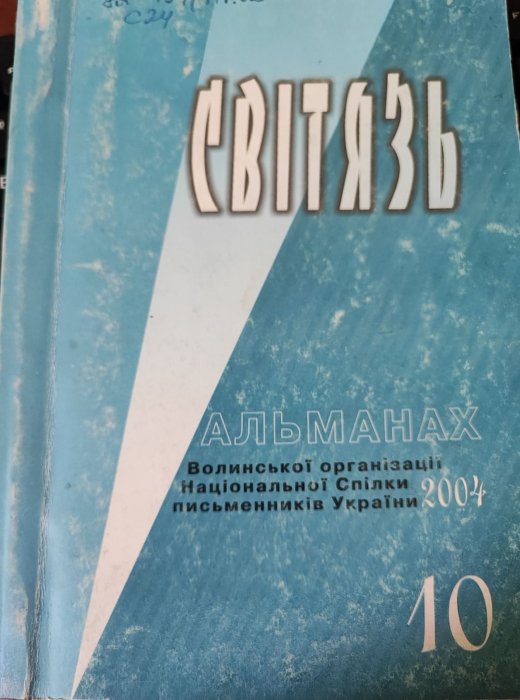 С24
СВІТЯЗЬ
АЛЬМАНАХ
Волинської організації
Національної Спілки
письменників України 2004
10